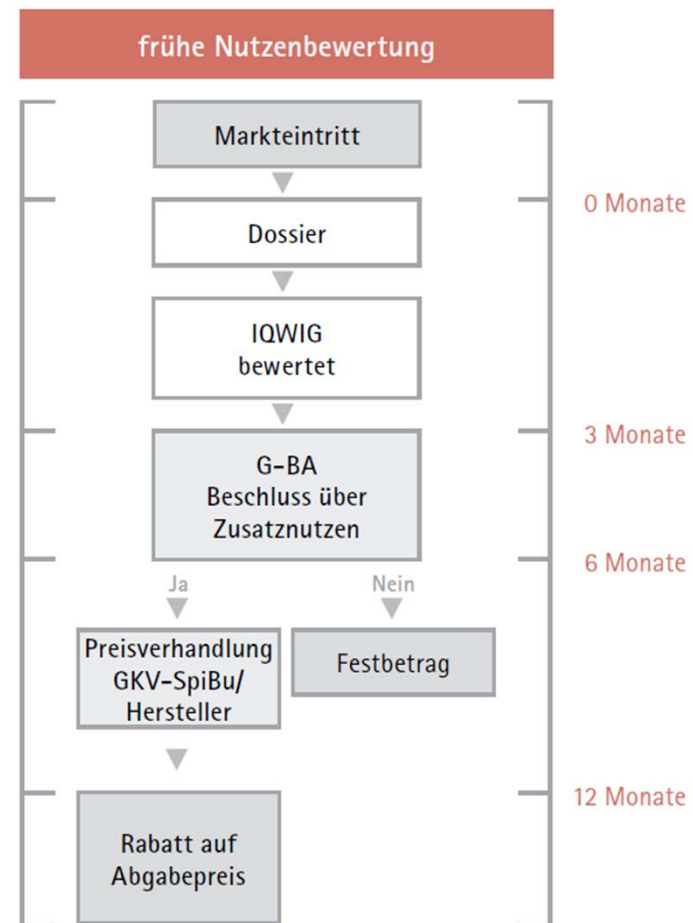 frühe Nutzenbewertung
Markteintritt
0 Monate
Dossier
IQWIG
bewertet
3 Monate
G-BA
Beschluss über
Zusatznutzen
6 Monate
Ja
Nein
Preisverhandlung
GKV-SpiBu/
Hersteller
Festbetrag
12 Monate
Rabatt auf
Abgabepreis